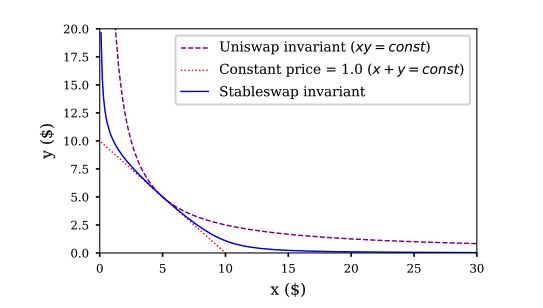 20.0
17.5
15.0
12.5
10.0
7.5
5.0
2.5
0.0
y ($)
Uniswap invariant (xy = const)
Constant price = 1.0 (x + y = const)
Stableswap invariant
0 5 10 15 20 25 30
x ($)